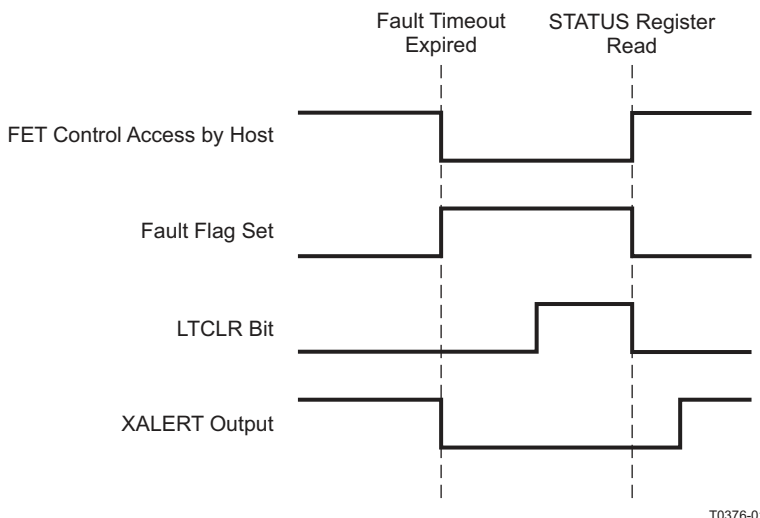 Fault Timeout
Expired
STATUS Register
Read
FET Control Access by Host
Fault Flag Set
LTCLR Bit
XALERT Output